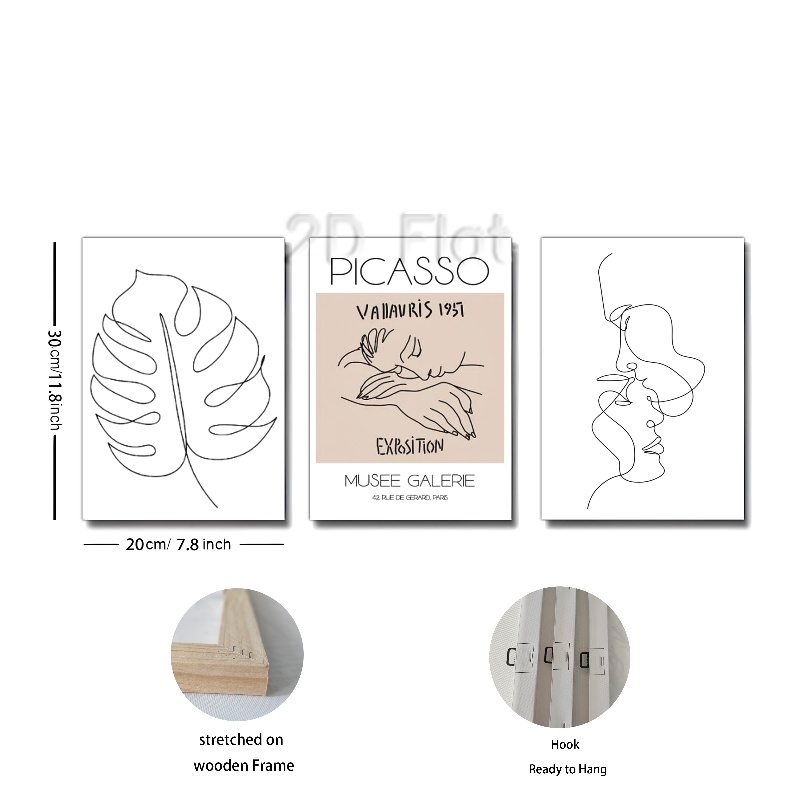 2D Flat
PICASSO
VAllAURIS 1957
EXPOSITION
MUSEE GALERIE
42, RUE DE GERARD, PARIS
30cm/11.8inch
20cm/ 7.8 inch
stretched on
wooden Frame
Hook
Ready to Hang